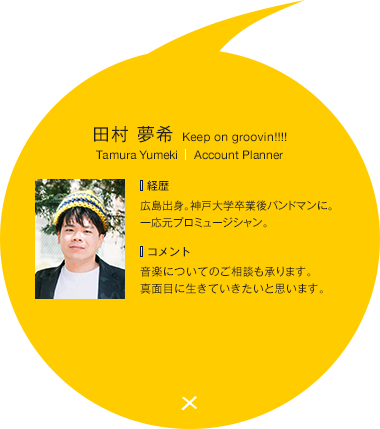 田村 夢希 Keep on groovin!!!!
Tamura Yumeki | Account Planner
経歴
広島出身。神戸大学卒業後バンドマンに。
一応元プロミュージシャン。
コメント
音楽についてのご相談も承ります。
真面目に生きていきたいと思います。